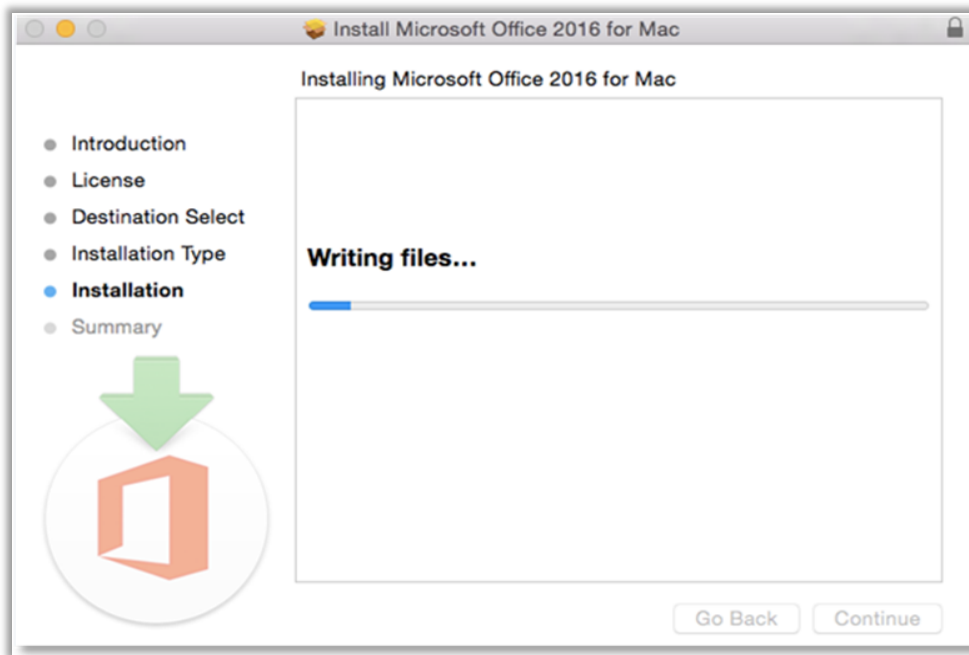 Install Microsoft Office 2016 for Mac
Installing Microsoft Office 2016 for Mac
Introduction
License
Destination Select
Installation Type
Installation
Summary
Writing files...
Go Back
Continue